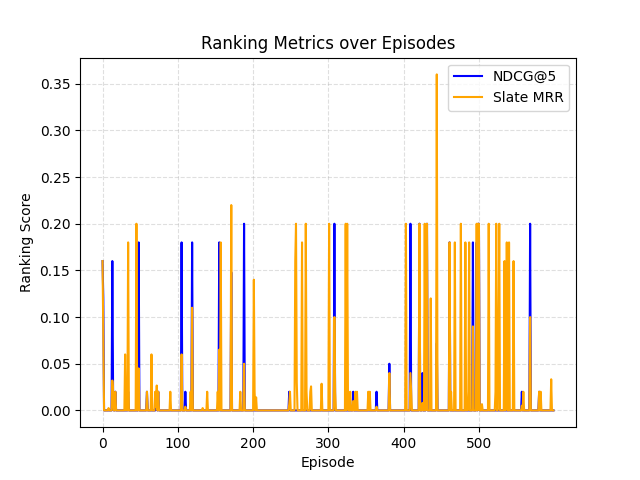 Ranking Metrics over Episodes
NDCG@5
Slate MRR
Ranking Score
0.35
0.30
0.25
0.20
0.15
0.10
0.05
0.00
0 100 200 300 400 500
Episode